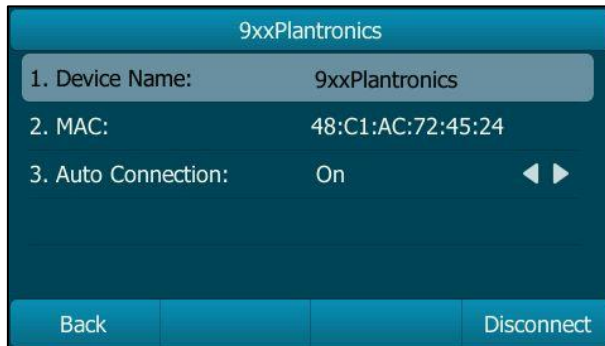 9xxPlantronics
1. Device Name: 9xxPlantronics
2. MAC: 48:C1:AC:72:45:24
3. Auto Connection: On
Back Disconnect